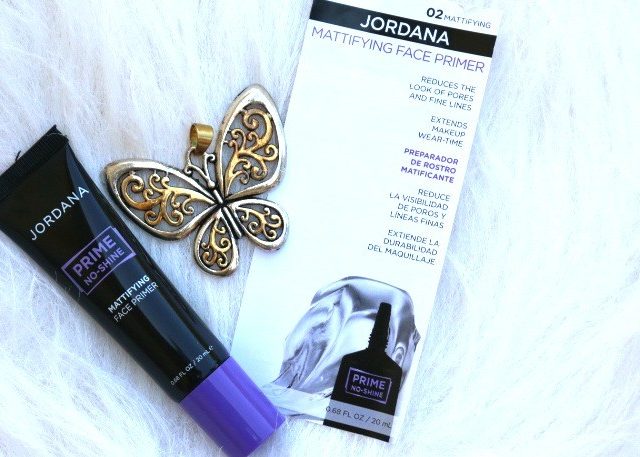 JORDANA
PRIME
NO-SHINE
MATTIFYING
FACE PRIMER
0.68 FL OZ / 20 mL
02 MATTIFYING
JORDANA
MATTIFYING FACE PRIMER
REDUCES THE
LOOK OF PORES
AND FINE LINES
EXTENDS
MAKEUP
WEAR-TIME
PREPARADOR
DE ROSTRO
MATIFICANTE
REDUCE
LA VISIBILIDAD
DE POROS Y
LÍNEAS FINAS
EXTIENDE LA
DURABILIDAD
DEL MAQUILLAJE
PRIME
NO-SHINE
0.68 FL OZ / 20 mL